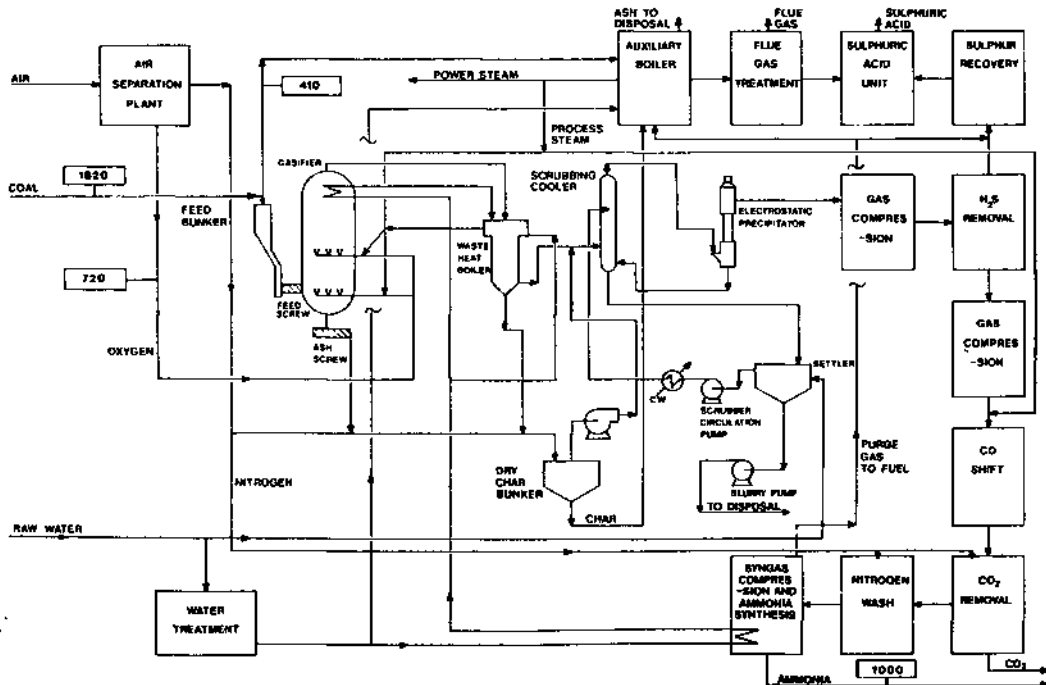 ASH TO
DISPOSAL
FLUE
GAS
SULPHURIC
ACID
AIR
AIR
SEPARATION
PLANT
410
POWER STEAM
AUXILIARY
BOILER
FLUE
GAS
TREATMENT
SULPHURIC
ACID
UNIT
SULPHUR
RECOVERY
PROCESS
STEAM
1820
COAL
FEED
BUNKER
GASIFIER
SCRUBBING
COOLER
WASTE
HEAT
BOILER
ELECTROSTATIC
PRECIPITATOR
GAS
COMPRES
-SION
H2S
REMOVAL
720
FEED
SCREW
ASH
SCREW
OXYGEN
GAS
COMPRES
-SION
SETTLER
CW
SCRUBBER
CIRCULATION
PUMP
PURGE
GAS
TO FUEL
CO
SHIFT
NITROGEN
DRY
CHAR
BUNKER
CHAR
SLURRY PUMP
TO DISPOSAL
RAW WATER
WATER
TREATMENT
SYNGAS
COMPRES
-SION AND
AMMONIA
SYNTHESIS
NITROGEN
WASH
CO2
REMOVAL
AMMONIA
1000
CO2